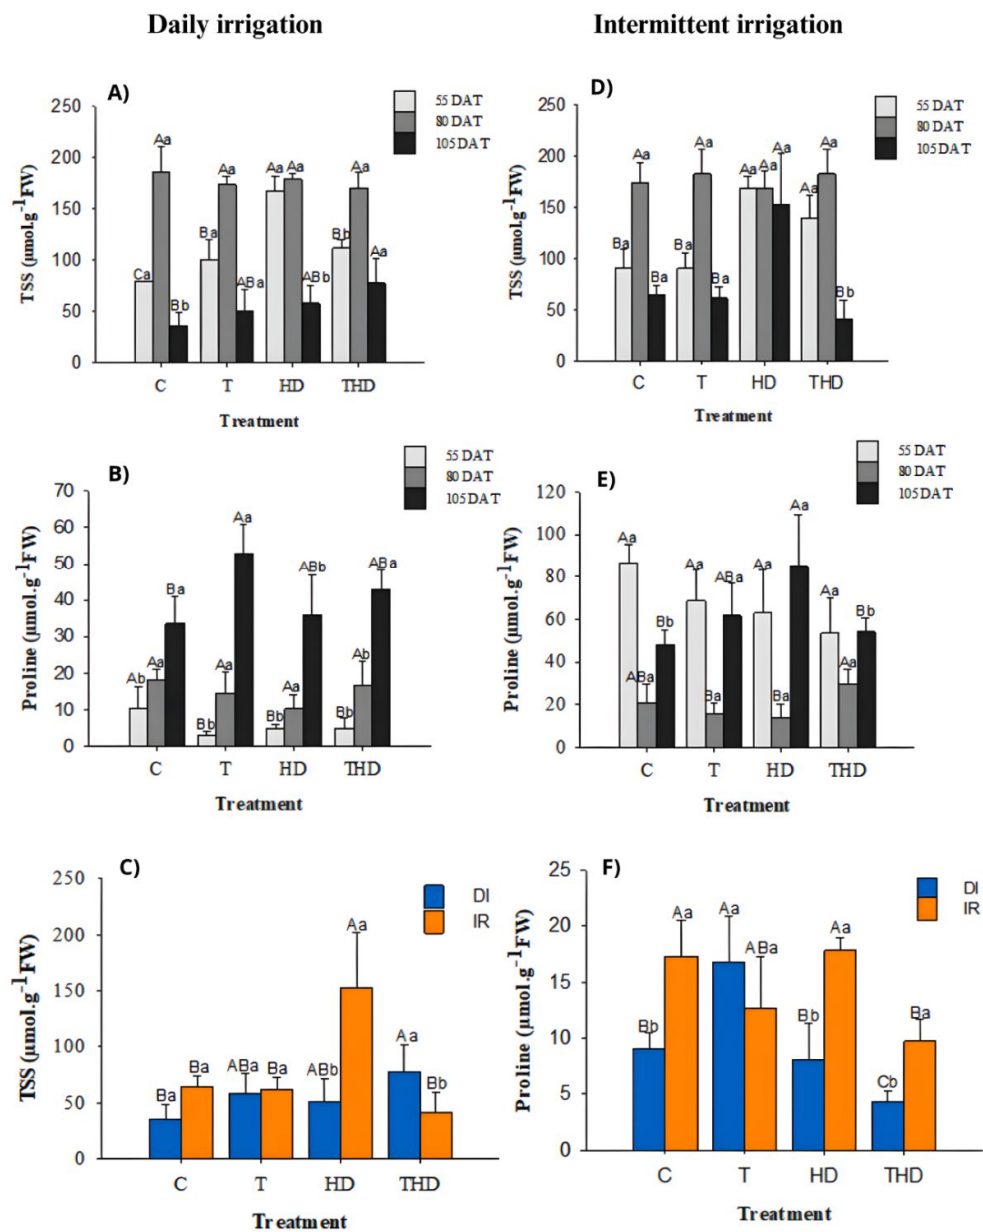 Daily irrigation
Intermittent irrigation
A)
55 DAT
80 DAT
105 DAT
TSS (µmol.g⁻¹FW)
250
200
150
100
50
0
Ca
Aa
Bb
Ba
Aa
ABa
Aa
Aa
ABb
Bb
Aa
Aa
C
T
HD
THD
Treatment
D)
55 DAT
80 DAT
105 DAT
TSS (µmol.g⁻¹FW)
250
200
150
100
50
0
Ba
Aa
Ba
Ba
Aa
Ba
Aa
Aa
Aa
Aa
Aa
Bb
C
T
HD
THD
Treatment
B)
55 DAT
80 DAT
105 DAT
Proline (µmol.g⁻¹FW)
70
60
50
40
30
20
10
0
Ab
Aa
Ba
Bb
Aa
Aa
Bb
Aa
ABb
Bb
Ab
ABa
C
T
HD
THD
Treatment
E)
55 DAT
80 DAT
105 DAT
Proline (µmol.g⁻¹FW)
120
100
80
60
40
20
0
Aa
ABa
Bb
Aa
Ba
ABa
Aa
Ba
Aa
Aa
Aa
Bb
C
T
HD
THD
Treatment
C)
DI
IR
TSS (µmol.g⁻¹FW)
250
200
150
100
50
0
Ba
Ba
ABa
Ba
ABb
Aa
Aa
Bb
C
T
HD
THD
Treatment
F)
DI
IR
Proline (µmol.g⁻¹FW)
25
20
15
10
5
0
Bb
Aa
Aa
ABa
Bb
Aa
Cb
Ba
C
T
HD
THD
Treatment